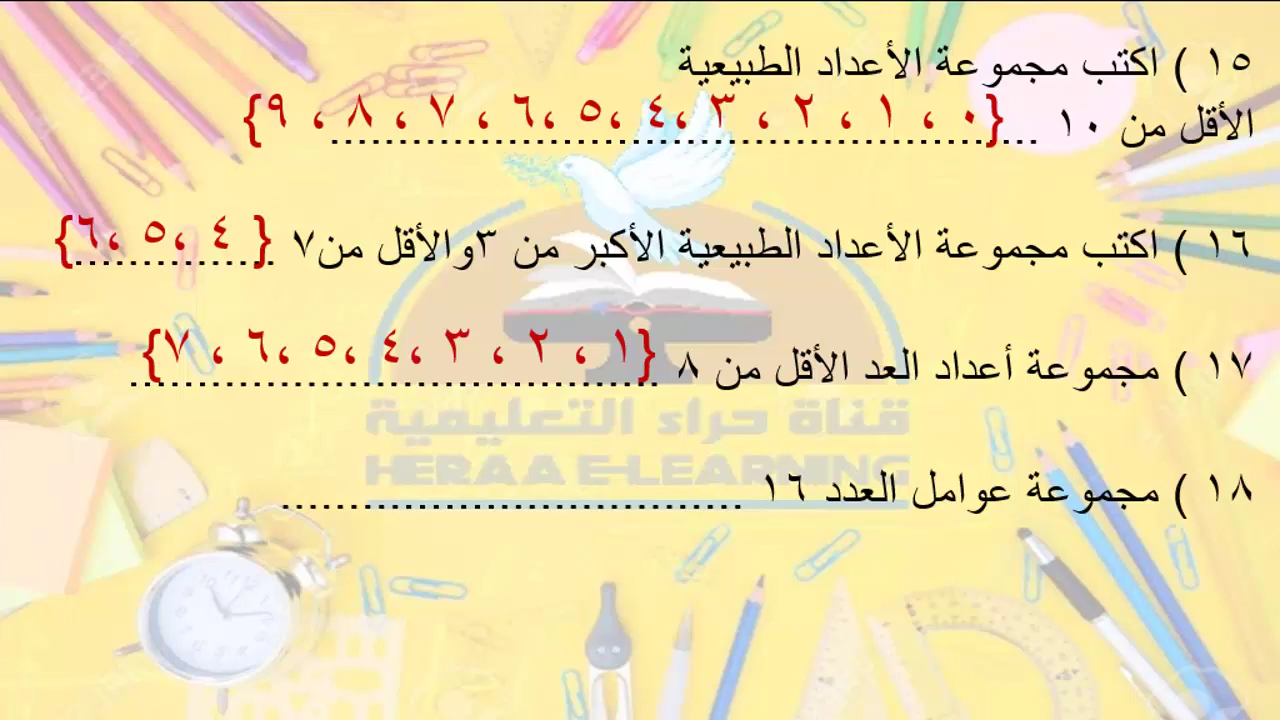 ١٥ ) اكتب مجموعة الأعداد الطبيعية
الأقل من ١٠ {٠ ، ١ ، ٢ ، ٣ ،٤ ،٥ ،٦ ، ٧ ، ٨ ، ٩}
١٦ ) اكتب مجموعة الأعداد الطبيعية الأكبر من ٣والأقل من٧ { ٤ ،٥ ،٦}
١٧ ) مجموعة أعداد العد الأقل من ٨ {١ ، ٢ ، ٣ ،٤ ،٥ ،٦ ، ٧}
قناة حراء التعليمية
HERAA E-LEARNING
١٨ ) مجموعة عوامل العدد ١٦ ..................................